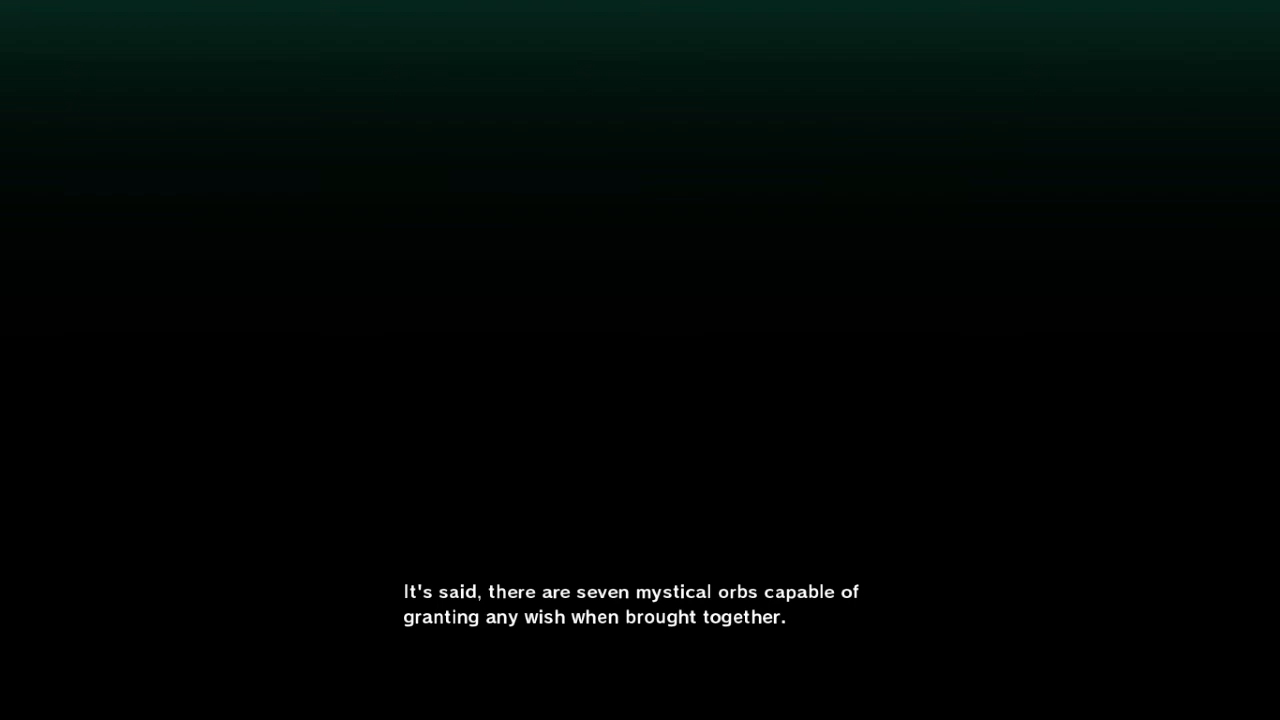 It's said, there are seven mystical orbs capable of
granting any wish when brought together.